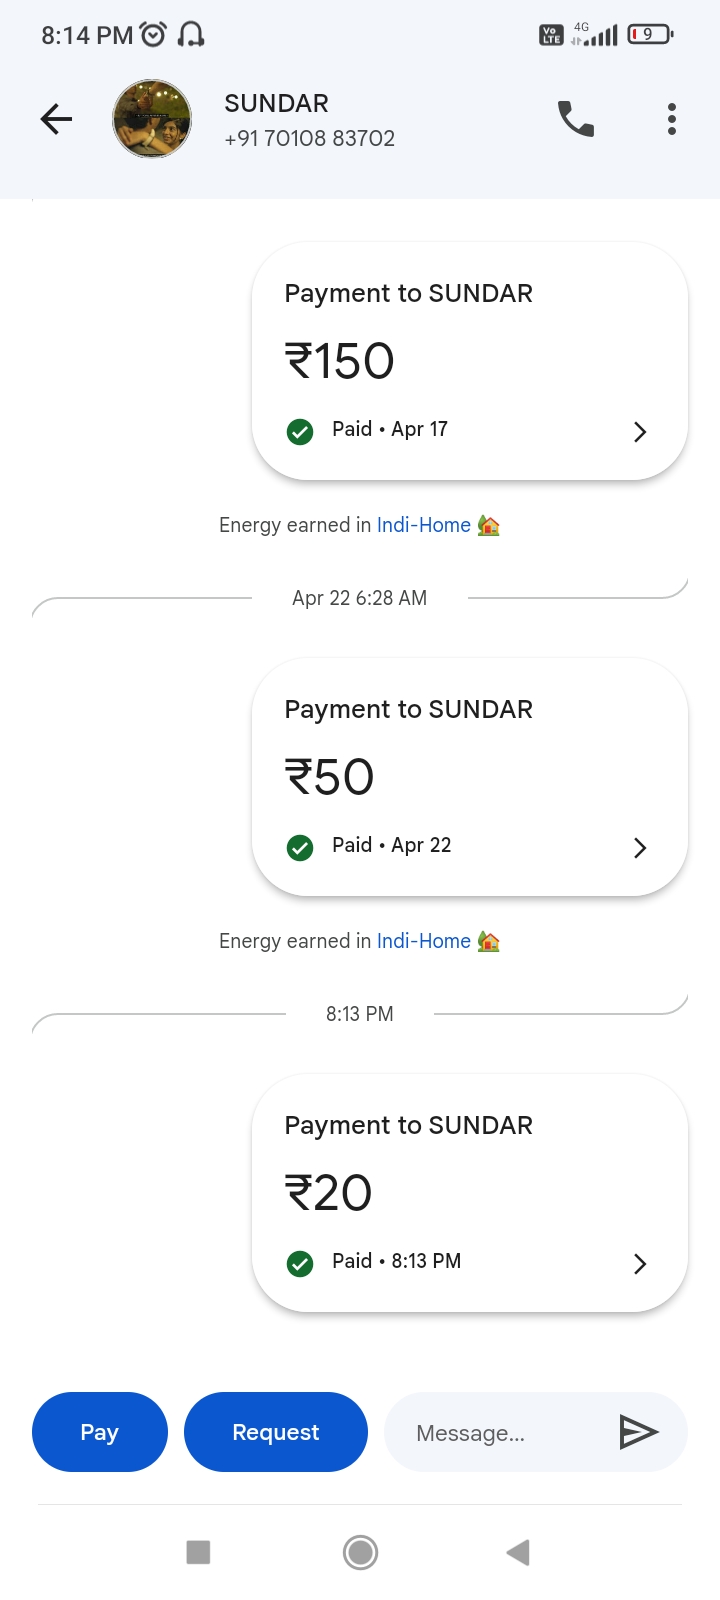 8:14 PM
Vo LTE 4G 9
SUNDAR
+91 70108 83702
Payment to SUNDAR
₹150
Paid • Apr 17
Energy earned in Indi-Home
Apr 22 6:28 AM
Payment to SUNDAR
₹50
Paid • Apr 22
Energy earned in Indi-Home
8:13 PM
Payment to SUNDAR
₹20
Paid • 8:13 PM
Pay Request Message...